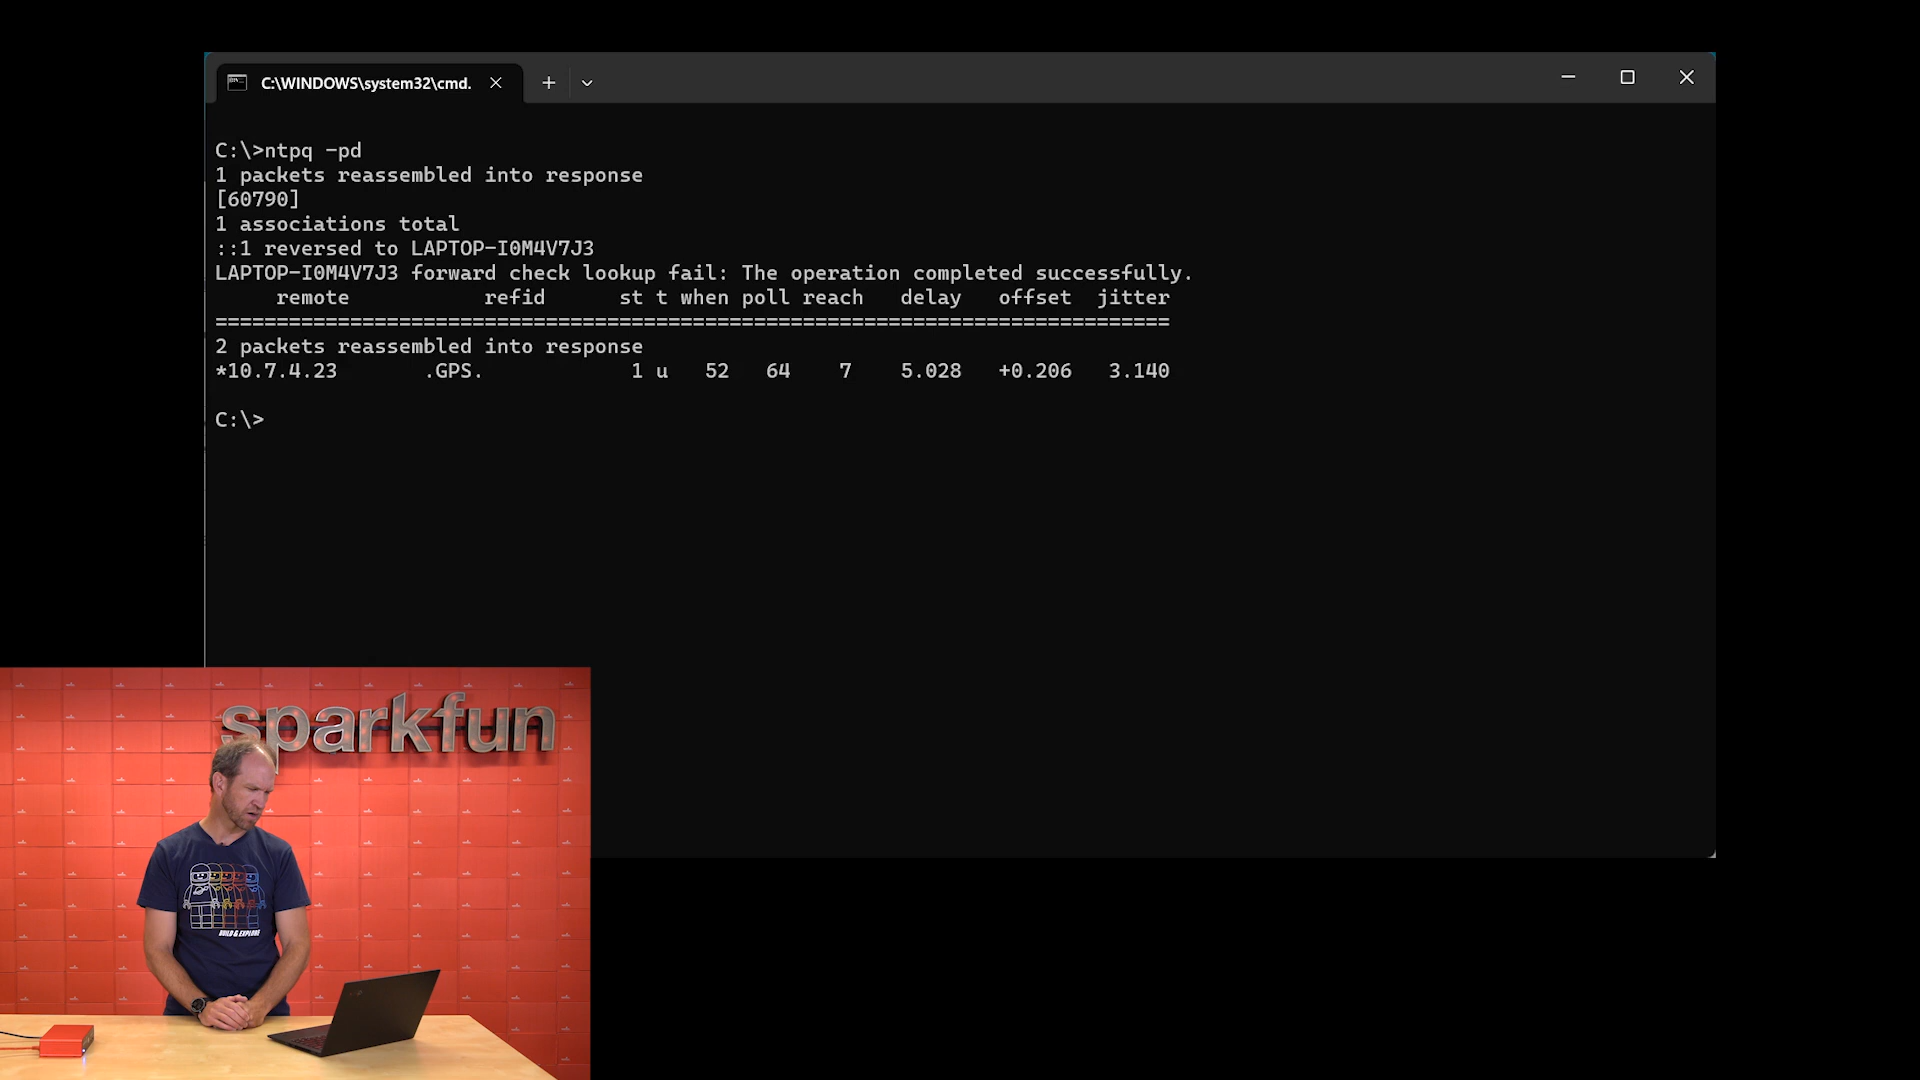 C:\WINDOWS\system32\cmd.
C:\>ntpq -pd
1 packets reassembled into response
[60790]
1 associations total
::1 reversed to LAPTOP-I0M4V7J3
LAPTOP-I0M4V7J3 forward check lookup fail: The operation completed successfully.
remote refid st t when poll reach delay offset jitter
==============================================================================
2 packets reassembled into response
*10.7.4.23 .GPS. 1 u 52 64 7 5.028 +0.206 3.140
C:\>
sparkfun
BUILD & EXPLORE